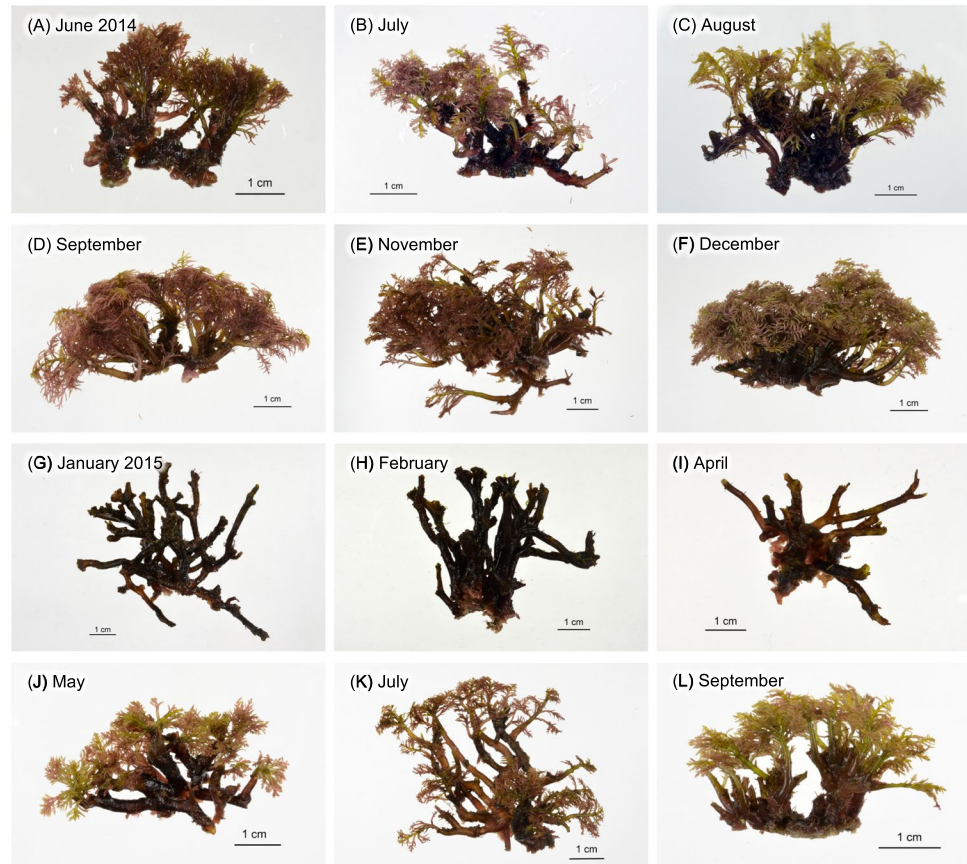 (A) June 2014
1 cm
(B) July
1 cm
(C) August
1 cm
(D) September
1 cm
(E) November
1 cm
(F) December
1 cm
(G) January 2015
1 cm
(H) February
1 cm
(I) April
1 cm
(J) May
1 cm
(K) July
1 cm
(L) September
1 cm